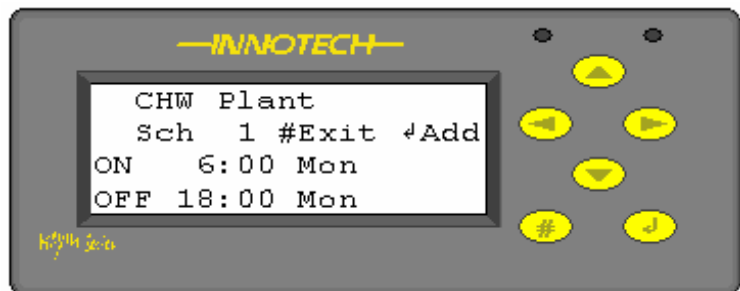 INNOTECH
CHW Plant
Sch 1 #Exit ↲Add
ON 6:00 Mon
OFF 18:00 Mon
#
↲